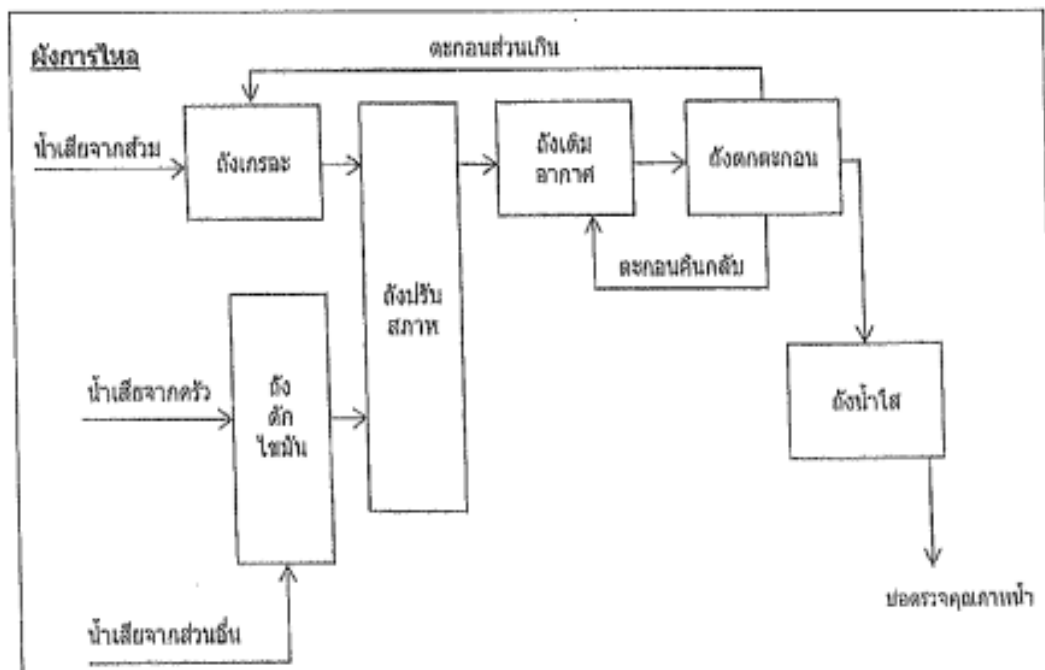 ผังการไหล
ตะกอนส่วนเกิน
น้ำเสียจากส้วม
ถังเกรอะ
ถังเติม
อากาศ
ถังตกตะกอน
ตะกอนคืนกลับ
ถังปรับ
สภาพ
น้ำเสียจากครัว
ถัง
ดัก
ไขมัน
ถังน้ำใส
บ่อตรวจคุณภาพน้ำ
น้ำเสียจากส่วนอื่น